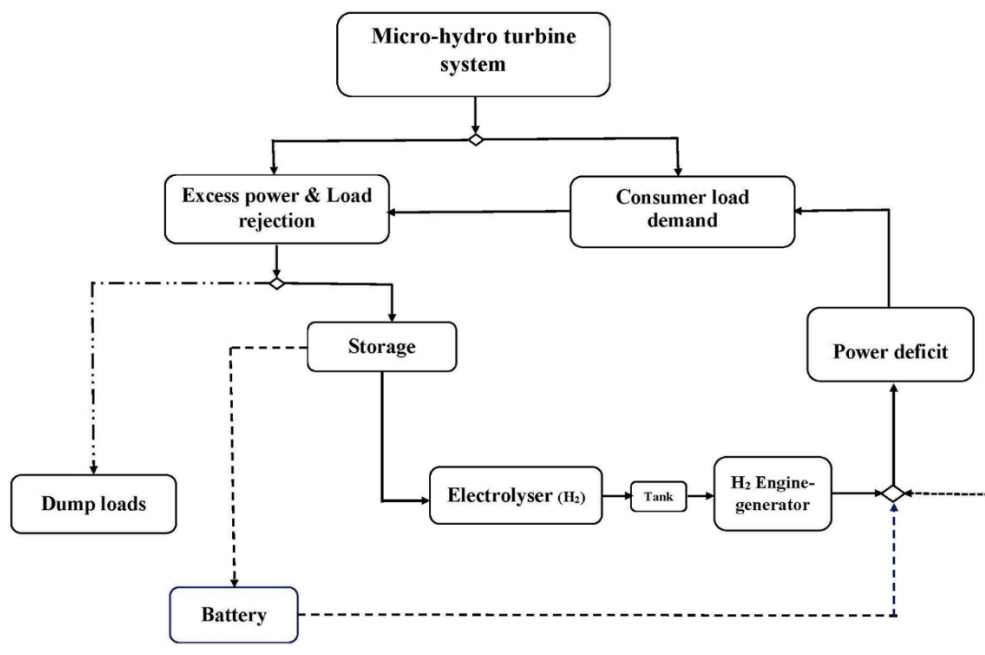 Micro-hydro turbine
system
Excess power & Load
rejection
Consumer load
demand
Storage
Power deficit
Dump loads
Electrolyser (H₂)
Tank
H₂ Engine-
generator
Battery